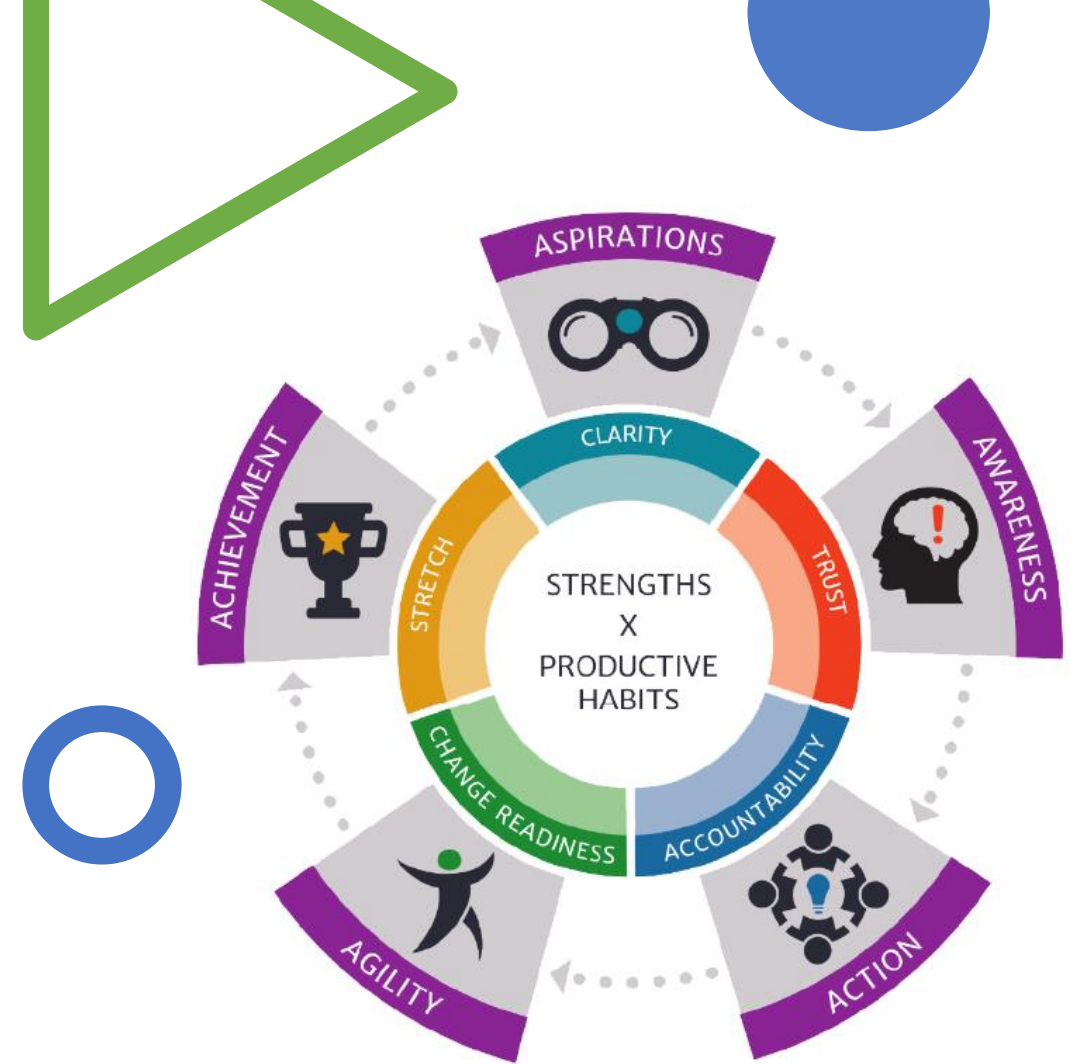 ASPIRATIONS
AWARENESS
ACTION
AGILITY
ACHIEVEMENT
CLARITY
TRUST
ACCOUNTABILITY
CHANGE READINESS
STRETCH
STRENGTHS
X
PRODUCTIVE
HABITS